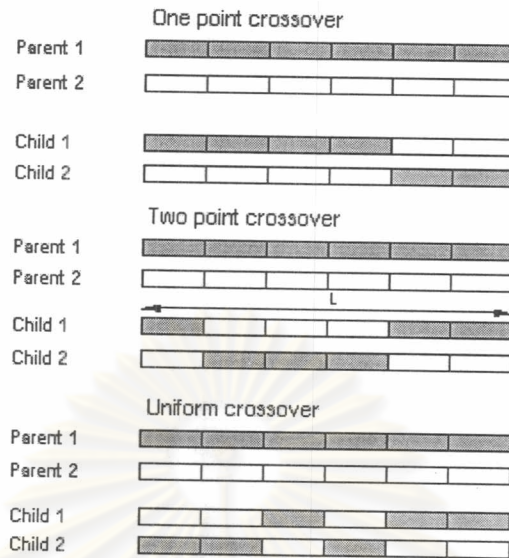 One point crossover
Parent 1
Parent 2
Child 1
Child 2
Two point crossover
Parent 1
Parent 2
L
Child 1
Child 2
Uniform crossover
Parent 1
Parent 2
Child 1
Child 2